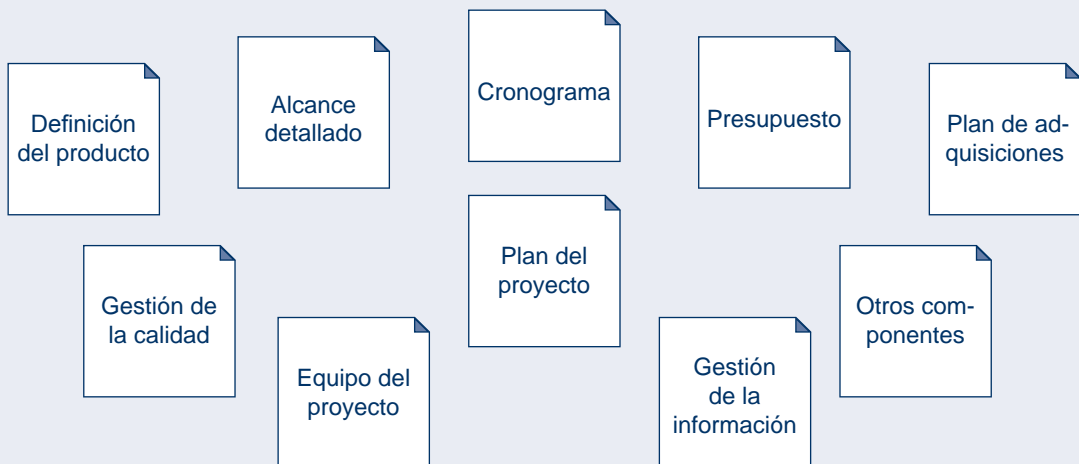 Definición
del producto
Alcance
detallado
Cronograma
Presupuesto
Plan de ad-
quisiciones
Gestión de
la calidad
Equipo del
proyecto
Plan del
proyecto
Gestión
de la
información
Otros com-
ponentes